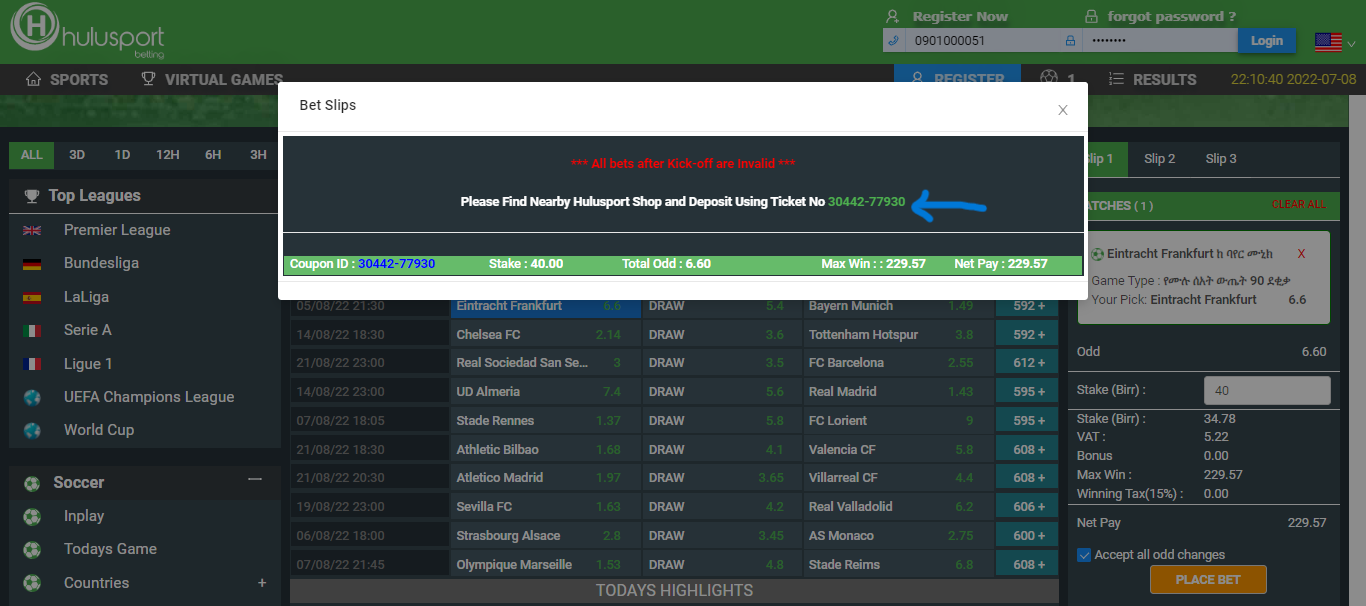 H hulusport
betting
Register Now
forgot password ?
0901000051
••••••••
Login
SPORTS
VIRTUAL GAMES
REGISTER
1
RESULTS
22:10:40 2022-07-08
Bet Slips
X
*** All bets after Kick-off are Invalid ***
Please Find Nearby Hulusport Shop and Deposit Using Ticket No 30442-77930
Coupon ID : 30442-77930 Stake : 40.00 Total Odd : 6.60 Max Win : : 229.57 Net Pay : 229.57
ALL 3D 1D 12H 6H 3H
Top Leagues
Premier League
Bundesliga
LaLiga
Serie A
Ligue 1
UEFA Champions League
World Cup
Soccer
Inplay
Todays Game
Countries +
05/08/22 21:30 Eintracht Frankfurt 6.6 DRAW 5.4 Bayern Munich 1.49 592 +
14/08/22 18:30 Chelsea FC 2.14 DRAW 3.6 Tottenham Hotspur 3.8 592 +
21/08/22 23:00 Real Sociedad San Se... 3 DRAW 3.5 FC Barcelona 2.55 612 +
14/08/22 23:00 UD Almeria 7.4 DRAW 5.6 Real Madrid 1.43 595 +
07/08/22 18:05 Stade Rennes 1.37 DRAW 5.8 FC Lorient 9 595 +
21/08/22 18:30 Athletic Bilbao 1.68 DRAW 4.1 Valencia CF 5.8 608 +
21/08/22 20:30 Atletico Madrid 1.97 DRAW 3.65 Villarreal CF 4.4 608 +
19/08/22 23:00 Sevilla FC 1.63 DRAW 4.2 Real Valladolid 6.2 606 +
06/08/22 18:00 Strasbourg Alsace 2.8 DRAW 3.45 AS Monaco 2.75 600 +
07/08/22 21:45 Olympique Marseille 1.53 DRAW 4.8 Stade Reims 6.8 608 +
TODAYS HIGHLIGHTS
Slip 1 Slip 2 Slip 3
ATCHES ( 1 ) CLEAR ALL
Eintracht Frankfurt ከ ባየር ሙኒክ X
Game Type : የሙሉ ሰአት ውጤት 90 ደቂቃ
Your Pick: Eintracht Frankfurt 6.6
Odd 6.60
Stake (Birr) : 40
Stake (Birr) : 34.78
VAT : 5.22
Bonus 0.00
Max Win : 229.57
Winning Tax(15%) : 0.00
Net Pay 229.57
Accept all odd changes
PLACE BET